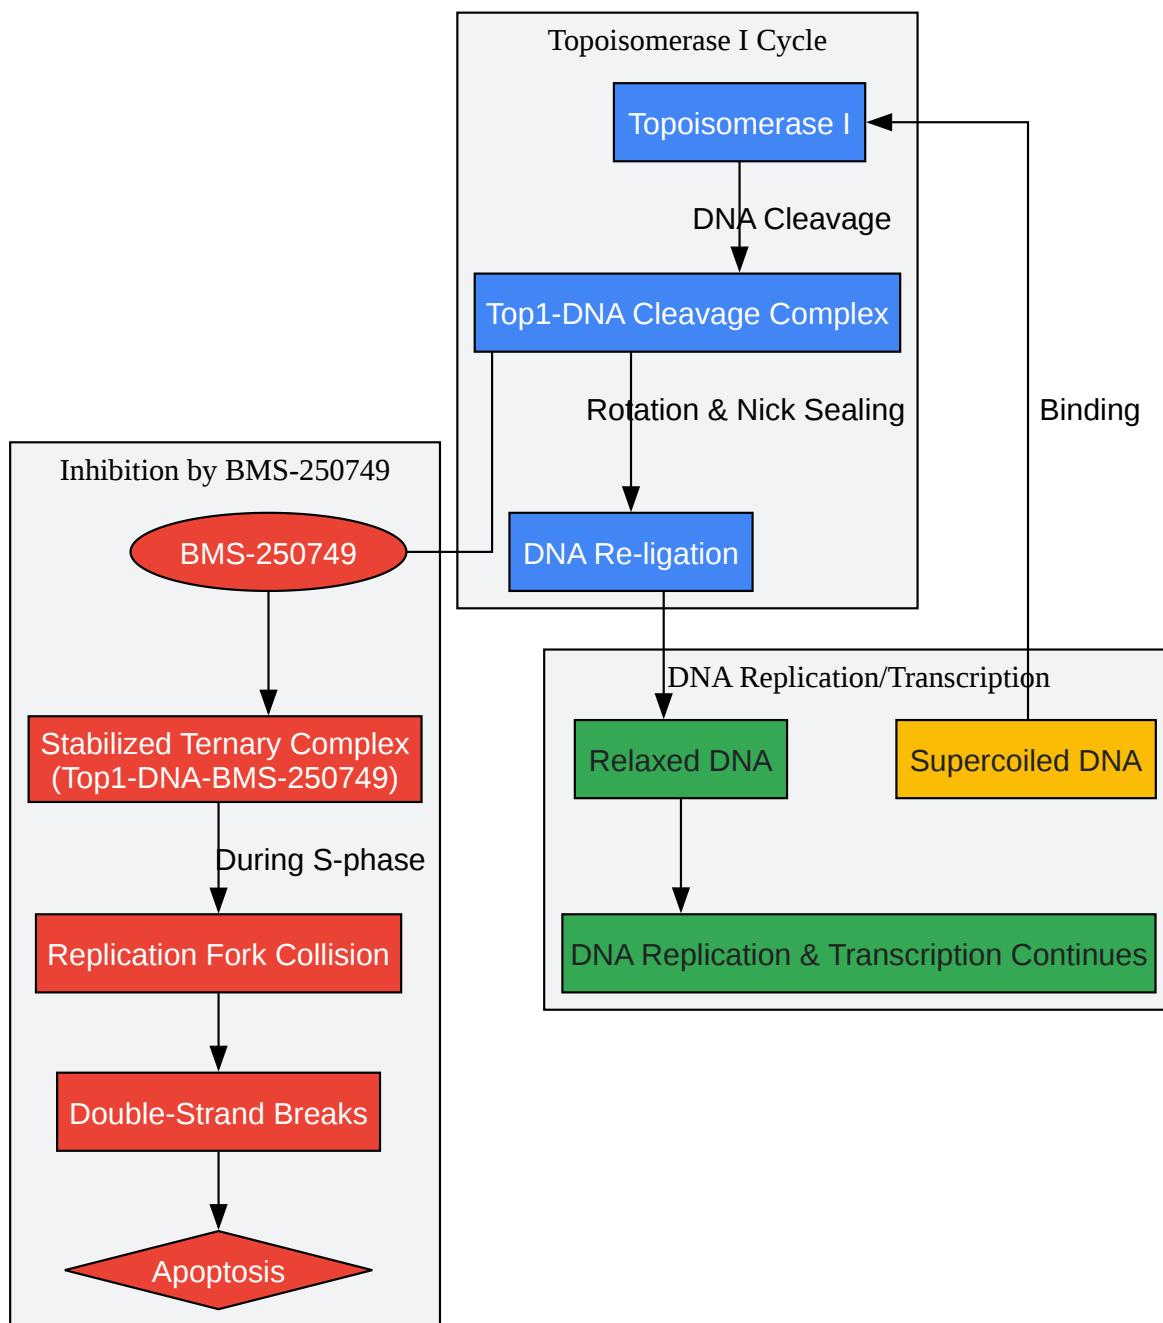 Topoisomerase I Cycle
Topoisomerase I
DNA Cleavage
Top1-DNA Cleavage Complex
Rotation & Nick Sealing
Binding
Inhibition by BMS-250749
BMS-250749
DNA Re-ligation
DNA Replication/Transcription
Stabilized Ternary Complex
(Top1-DNA-BMS-250749)
Relaxed DNA
Supercoiled DNA
During S-phase
Replication Fork Collision
DNA Replication & Transcription Continues
Double-Strand Breaks
Apoptosis